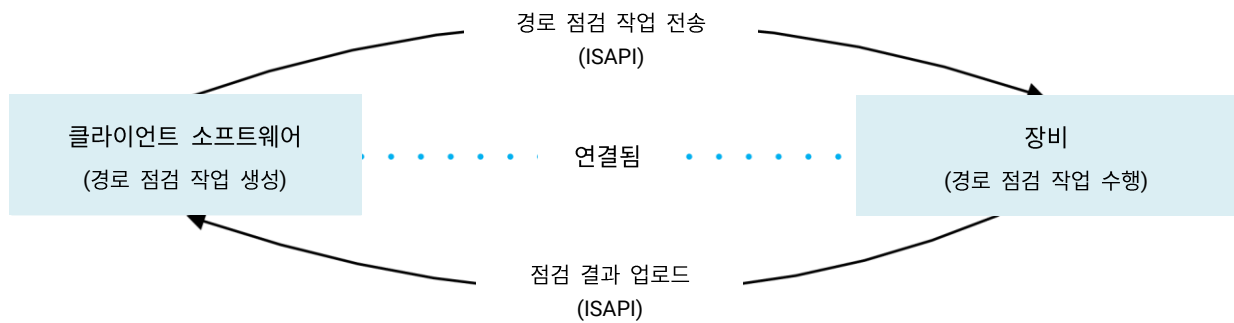 경로 점검 작업 전송
(ISAPI)
클라이언트 소프트웨어
(경로 점검 작업 생성)
연결됨
장비
(경로 점검 작업 수행)
점검 결과 업로드
(ISAPI)